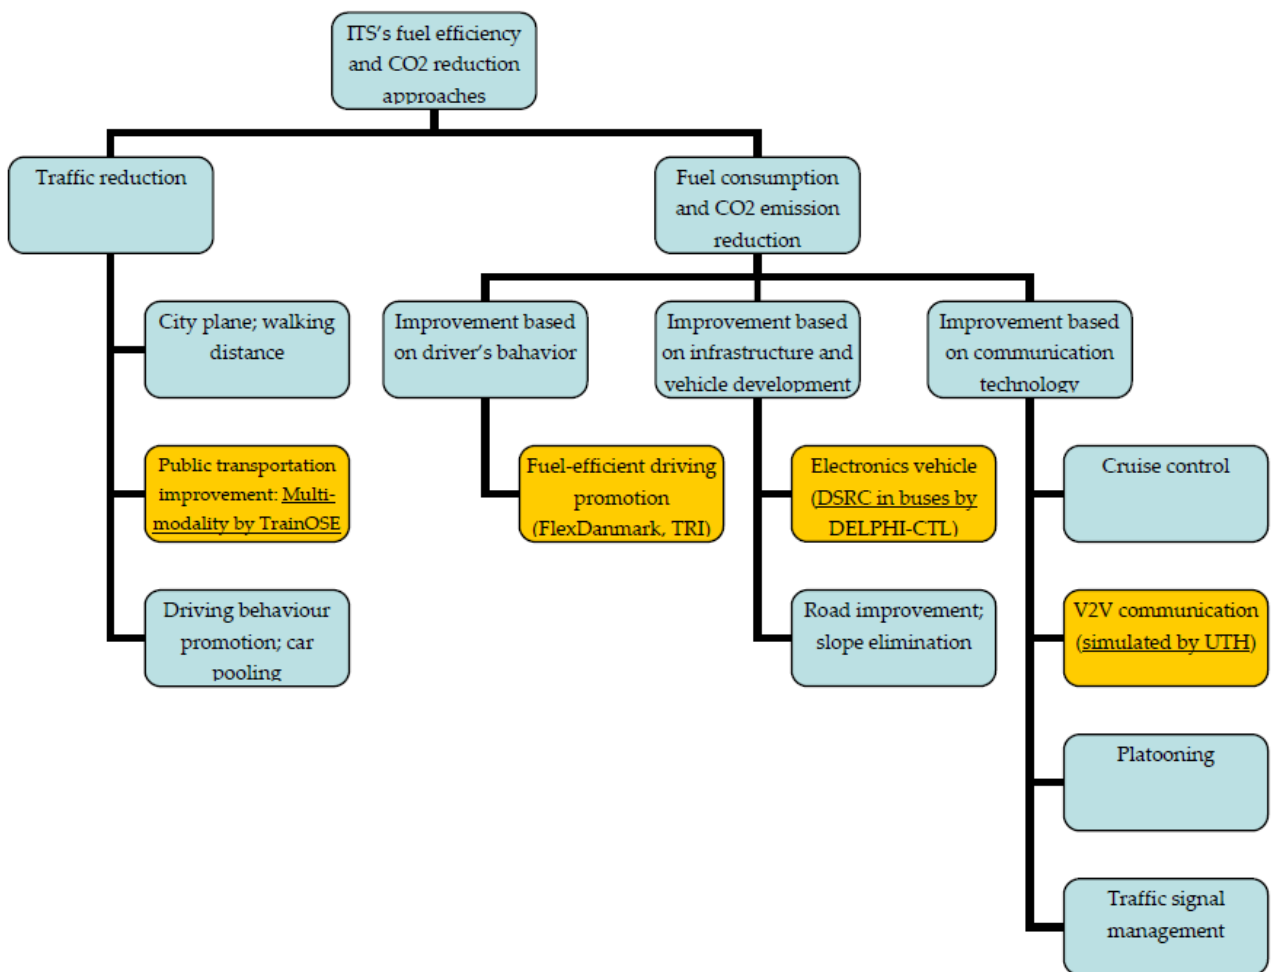 ITS's fuel efficiency
and CO2 reduction
approaches
Traffic reduction
Fuel consumption
and CO2 emission
reduction
City plane; walking
distance
Improvement based
on driver's bahavior
Improvement based
on infrastructure and
vehicle development
Improvement based
on communication
technology
Public transportation
improvement: Multi-
modality by TrainOSE
Fuel-efficient driving
promotion
(FlexDanmark, TRI)
Electronics vehicle
(DSRC in buses by
DELPHI-CTL)
Cruise control
Driving behaviour
promotion; car
pooling
Road improvement;
slope elimination
V2V communication
(simulated by UTH)
Platooning
Traffic signal
management